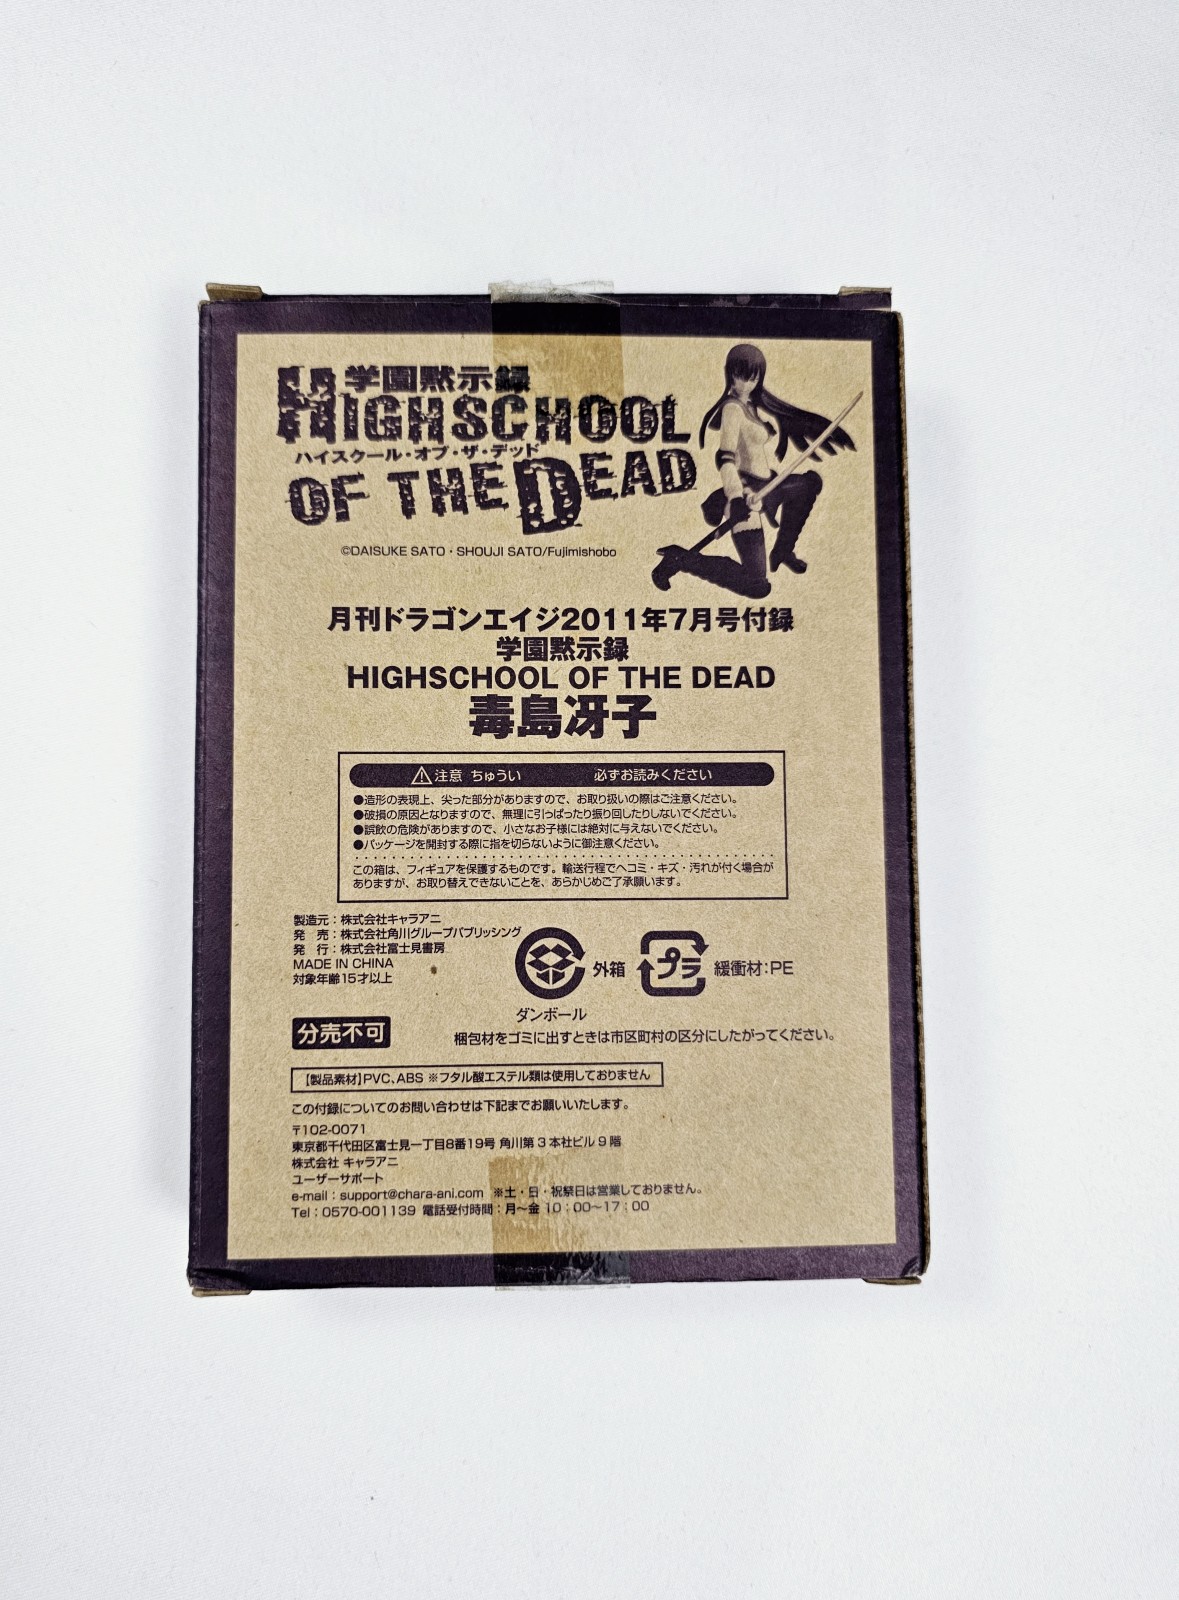 学園黙示録
HIGHSCHOOL
ハイスクール・オブ・ザ・デッド
OF THE DEAD
©DAISUKE SATO・SHOUJI SATO/Fujimishobo
月刊ドラゴンエイジ2011年7月号付録
学園黙示録
HIGHSCHOOL OF THE DEAD
毒島冴子
⚠注意 ちゅうい 必ずお読みください
●造形の表現上、尖った部分がありますので、お取り扱いの際はご注意ください。
●破損の原因となりますので、無理に引っぱったり振り回したりしないでください。
●誤飲の危険がありますので、小さなお子様には絶対に与えないでください。
●パッケージを開封する際に指を切らないように御注意ください。
この箱は、フィギュアを保護するものです。輸送行程でヘコミ・キズ・汚れが付く場合が
ありますが、お取り替えできないことを、あらかじめご了承願います。
製造元：株式会社キャラアニ
発 売：株式会社角川グループパブリッシング
発 行：株式会社富士見書房
MADE IN CHINA
対象年齢15才以上
外箱
プラ
緩衝材：PE
ダンボール
分売不可
梱包材をゴミに出すときは市区町村の区分にしたがってください。
【製品素材】PVC、ABS ※フタル酸エステル類は使用しておりません
この付録についてのお問い合わせは下記までお願いいたします。
〒102-0071
東京都千代田区富士見一丁目8番19号 角川第3本社ビル9階
株式会社 キャラアニ
ユーザーサポート
e-mail：support@chara-ani.com ※土・日・祝祭日は営業しておりません。
Tel：0570-001139 電話受付時間：月〜金 10：00〜17：00